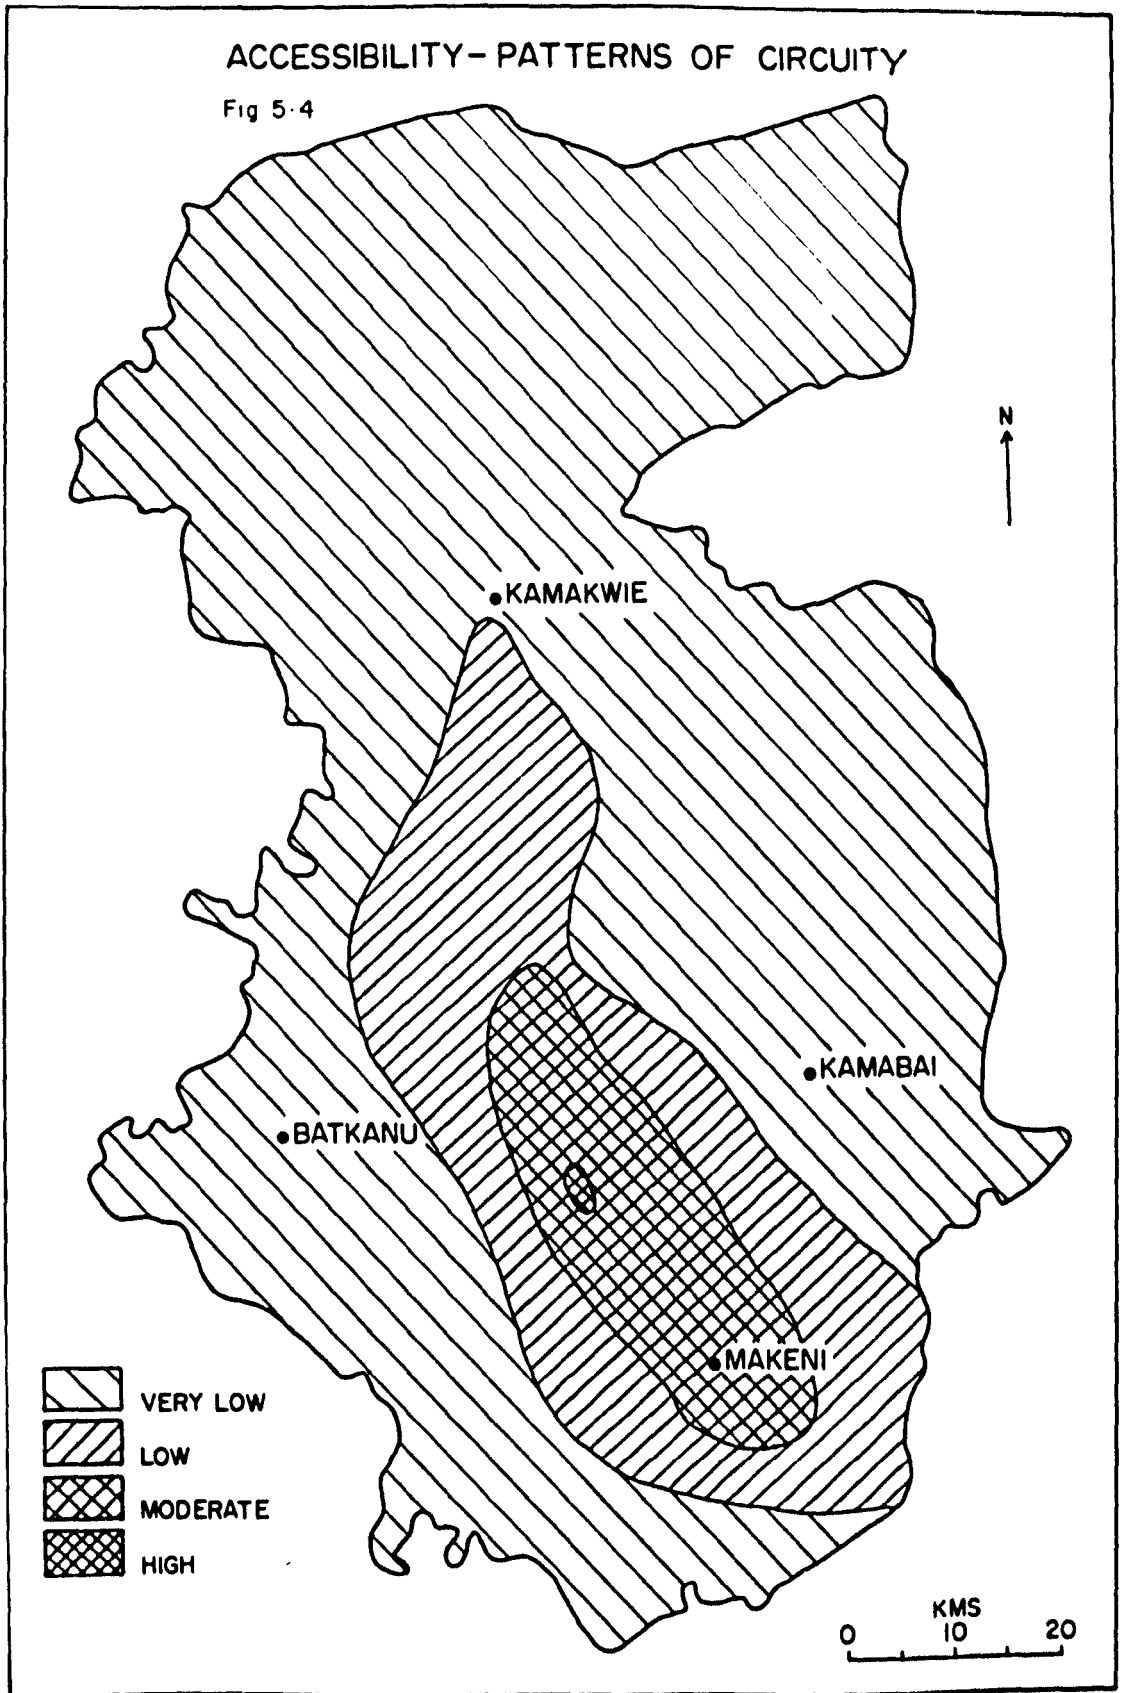 ACCESSIBILITY-PATTERNS OF CIRCUITY
Fig 5·4
N
KAMAKWIE
KAMABAI
BATKANU
MAKENI
VERY LOW
LOW
MODERATE
HIGH
KMS
0 10 20